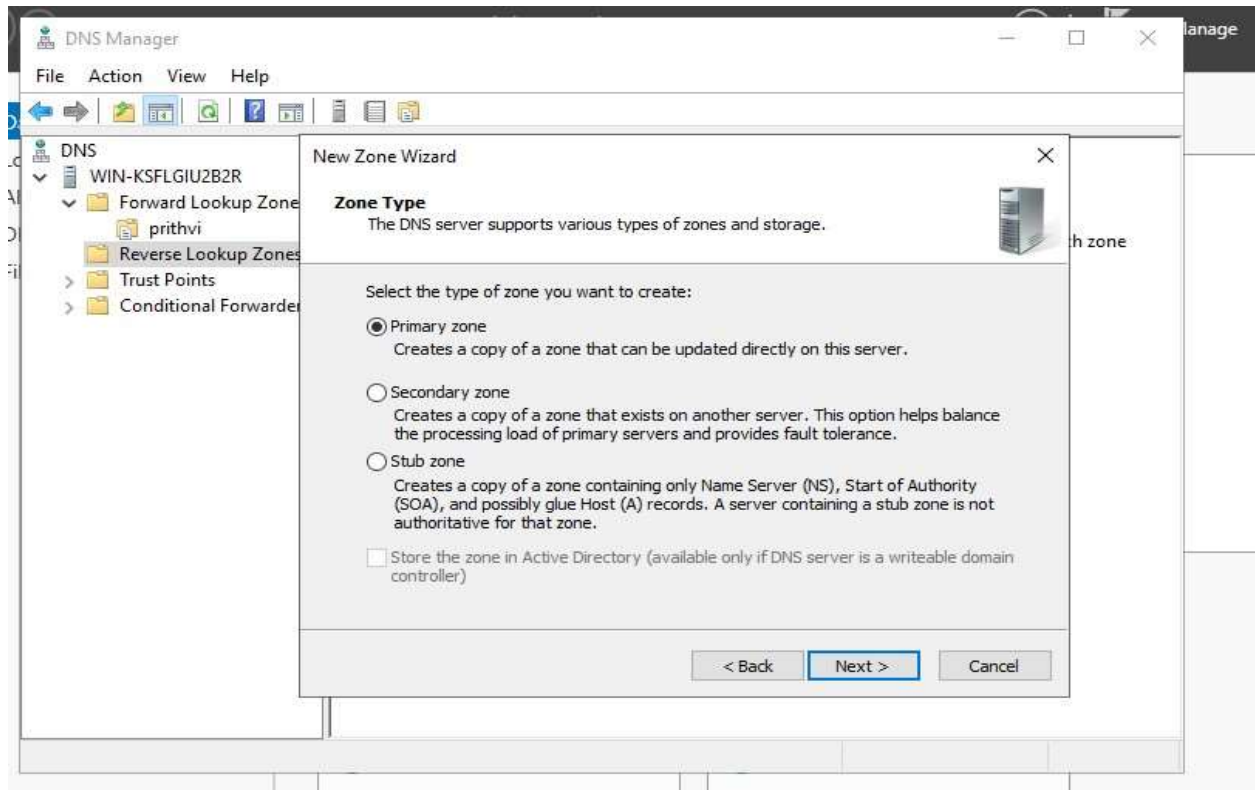 DNS Manager
anage
File Action View Help
DNS
WIN-KSFLGIU2B2R
Forward Lookup Zone
prithvi
Reverse Lookup Zones
Trust Points
Conditional Forwarder
New Zone Wizard
Zone Type
The DNS server supports various types of zones and storage.
h zone
Select the type of zone you want to create:
Primary zone
Creates a copy of a zone that can be updated directly on this server.
Secondary zone
Creates a copy of a zone that exists on another server. This option helps balance
the processing load of primary servers and provides fault tolerance.
Stub zone
Creates a copy of a zone containing only Name Server (NS), Start of Authority
(SOA), and possibly glue Host (A) records. A server containing a stub zone is not
authoritative for that zone.
Store the zone in Active Directory (available only if DNS server is a writeable domain
controller)
< Back Next > Cancel